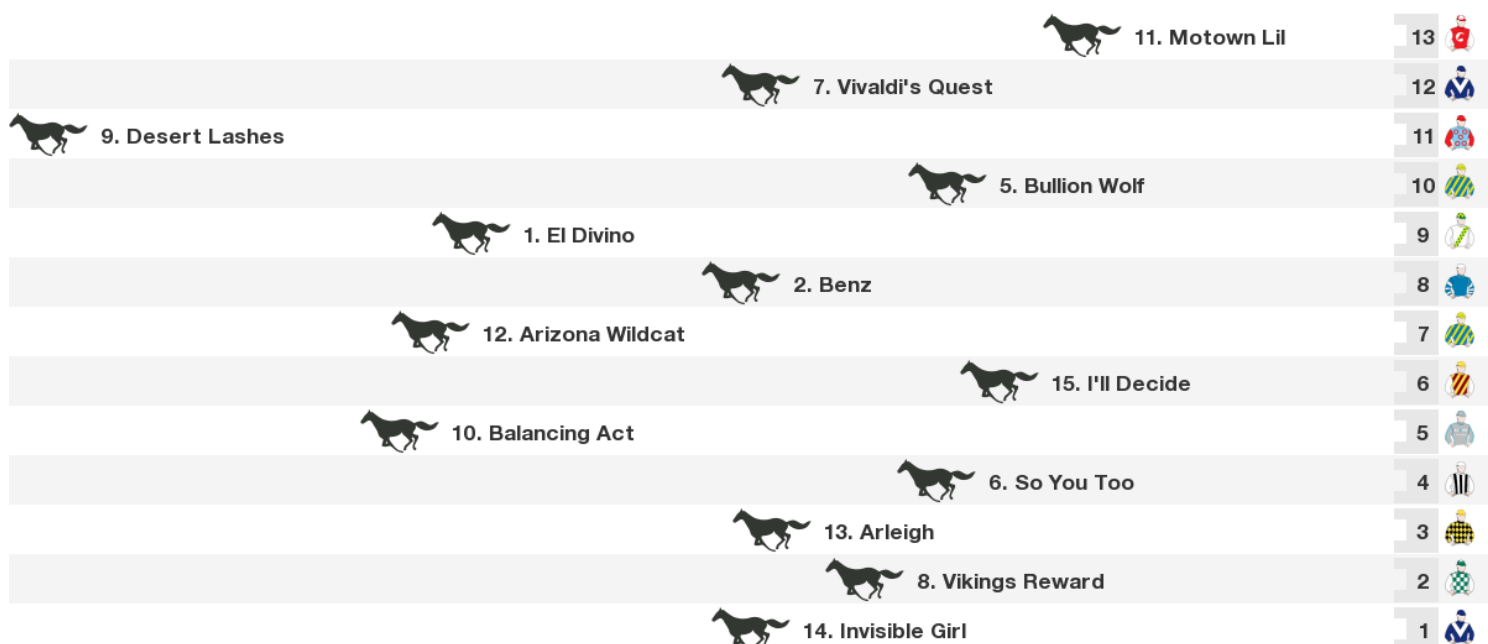 11. Motown Lil 13
7. Vivaldi's Quest 12
9. Desert Lashes 11
5. Bullion Wolf 10
1. El Divino 9
2. Benz 8
12. Arizona Wildcat 7
15. I'll Decide 6
10. Balancing Act 5
6. So You Too 4
13. Arleigh 3
8. Vikings Reward 2
14. Invisible Girl 1